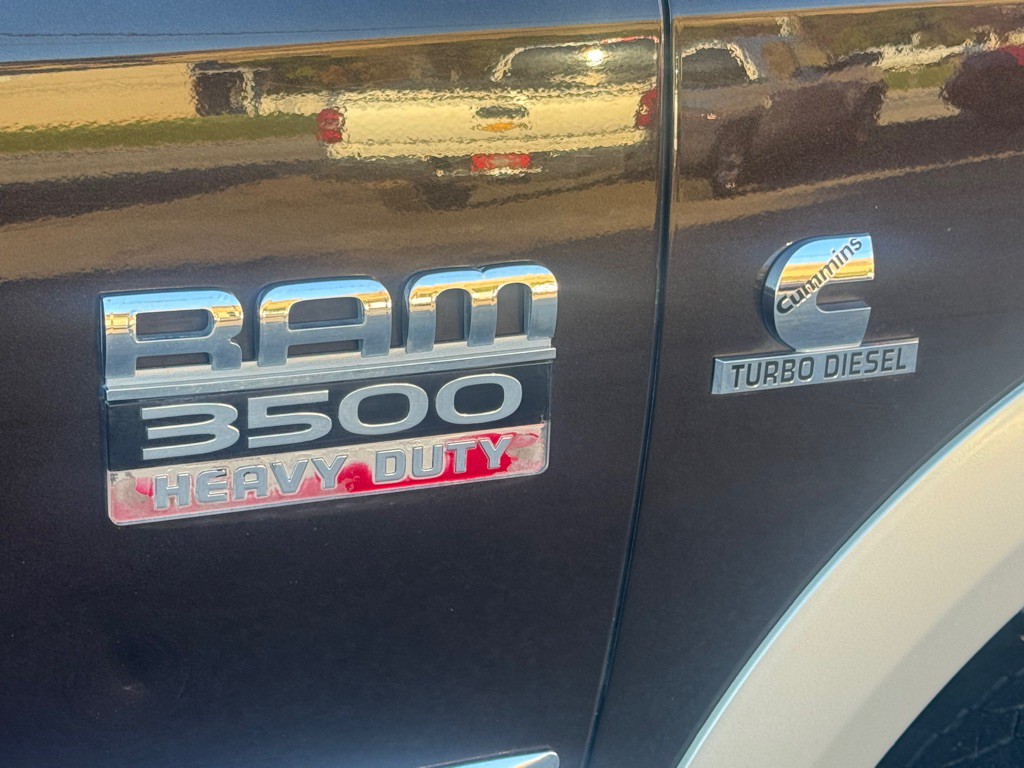 RAM
3500
HEAVY DUTY
cummins
TURBO DIESEL